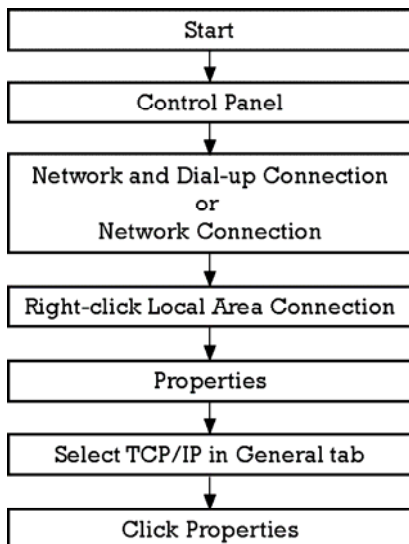 Start
Control Panel
Network and Dial-up Connection
or
Network Connection
Right-click Local Area Connection
Properties
Select TCP/IP in General tab
Click Properties